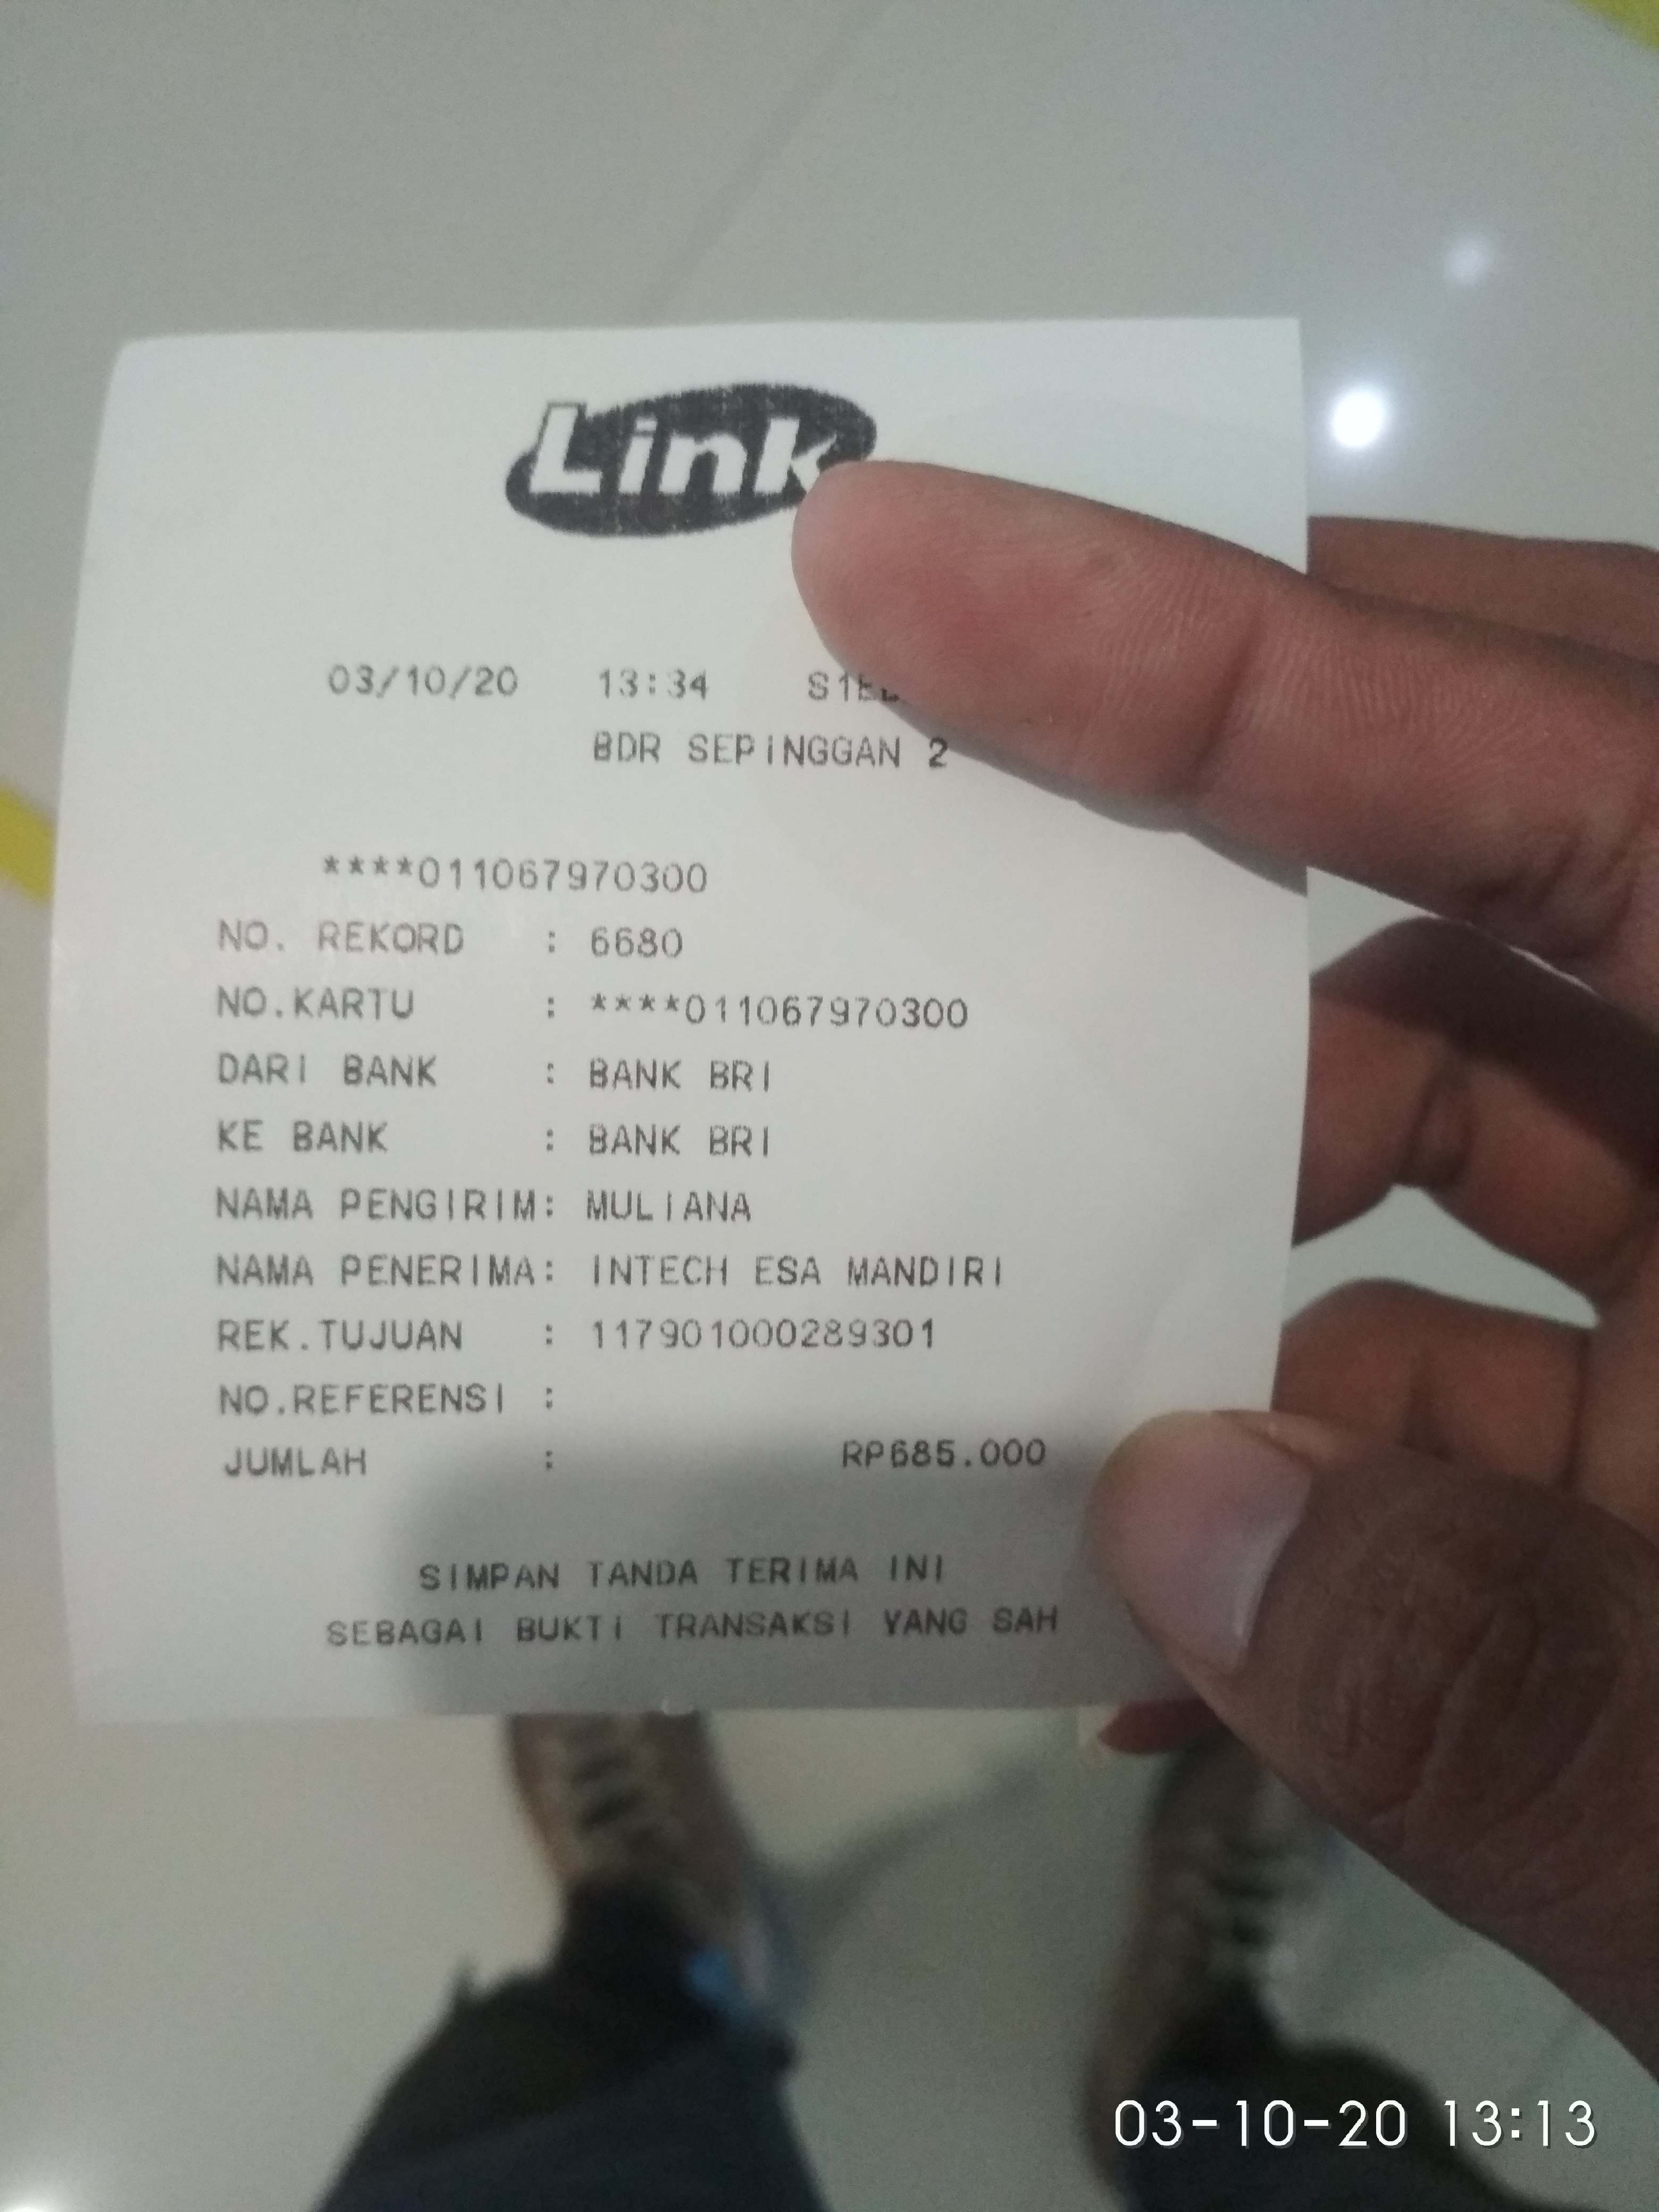 Link
03/10/20 13:34
BDR SEPINGGAN 2
****011067970300
NO. REKORD : 6680
NO.KARTU : ****011067970300
DARI BANK : BANK BRI
KE BANK : BANK BRI
NAMA PENGIRIM: MULIANA
NAMA PENERIMA: INTECH ESA MANDIRI
REK.TUJUAN : 117901000289301
NO.REFERENSI :
JUMLAH : RP685.000
SIMPAN TANDA TERIMA INI
SEBAGAI BUKTI TRANSAKSI YANG SAH
03-10-20 13:13